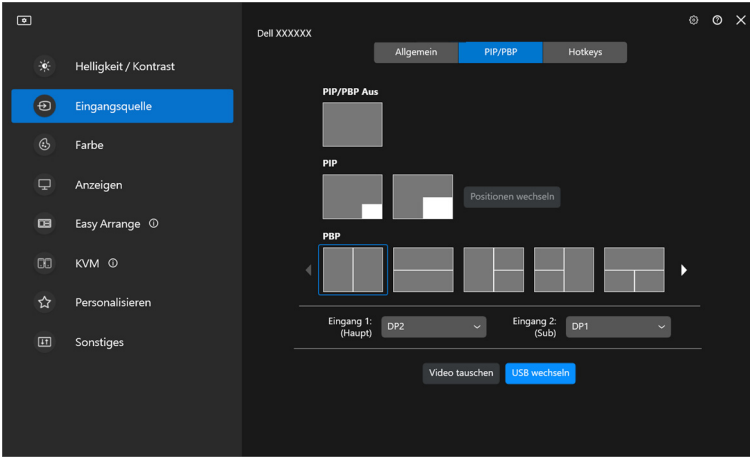 Dell XXXXXX
Allgemein PIP/PBP Hotkeys
Helligkeit / Kontrast
Eingangsquelle
Farbe
Anzeigen
Easy Arrange
KVM
Personalisieren
Sonstiges
PIP/PBP Aus
PIP
Positionen wechseln
PBP
Eingang 1:
(Haupt)
DP2
Eingang 2:
(Sub)
DP1
Video tauschen USB wechseln